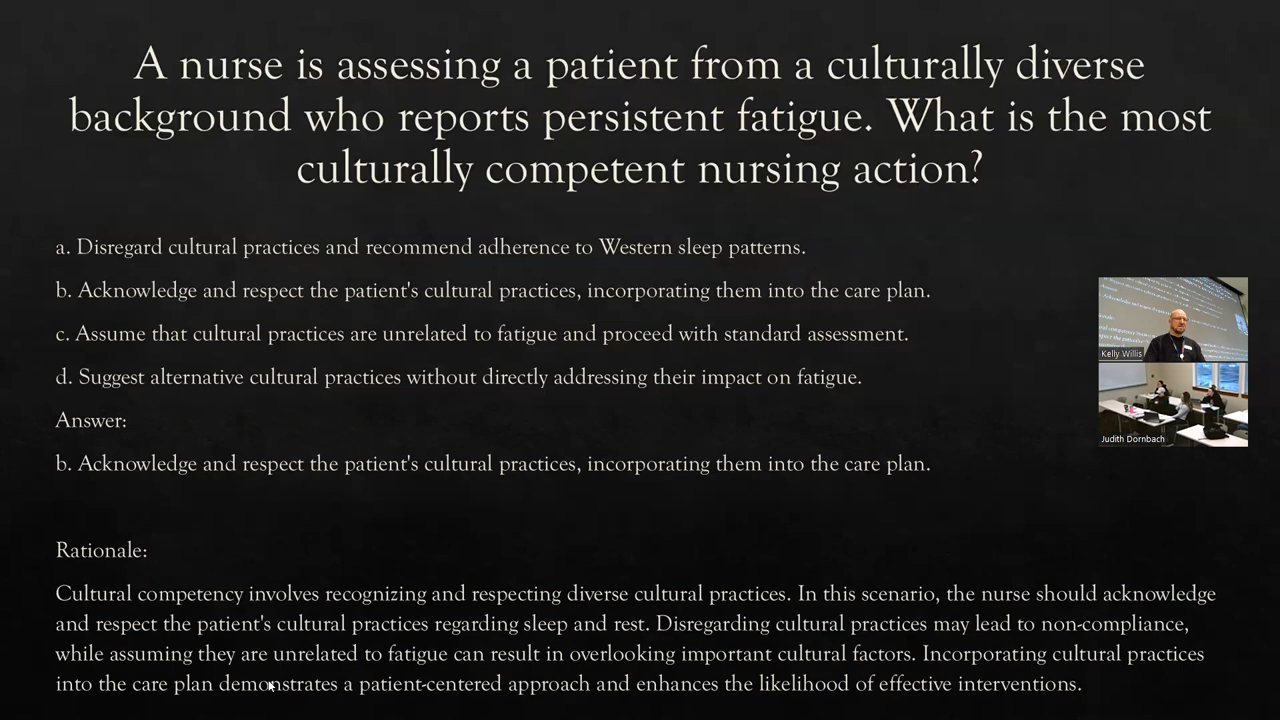 A nurse is assessing a patient from a culturally diverse
background who reports persistent fatigue. What is the most
culturally competent nursing action?
a. Disregard cultural practices and recommend adherence to Western sleep patterns.
b. Acknowledge and respect the patient's cultural practices, incorporating them into the care plan.
c. Assume that cultural practices are unrelated to fatigue and proceed with standard assessment.
d. Suggest alternative cultural practices without directly addressing their impact on fatigue.
Answer:
b. Acknowledge and respect the patient's cultural practices, incorporating them into the care plan.
Rationale:
Cultural competency involves recognizing and respecting diverse cultural practices. In this scenario, the nurse should acknowledge
and respect the patient's cultural practices regarding sleep and rest. Disregarding cultural practices may lead to non-compliance,
while assuming they are unrelated to fatigue can result in overlooking important cultural factors. Incorporating cultural practices
into the care plan demonstrates a patient-centered approach and enhances the likelihood of effective interventions.
Kelly Willis
Judith Dornbach